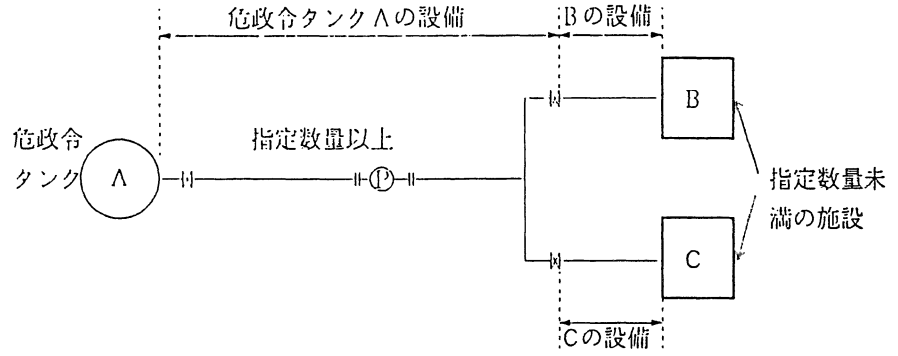 危政令タンクAの設備
Bの設備
B
危政令
タンク
A
指定数量以上
P
指定数量未
満の施設
C
Cの設備